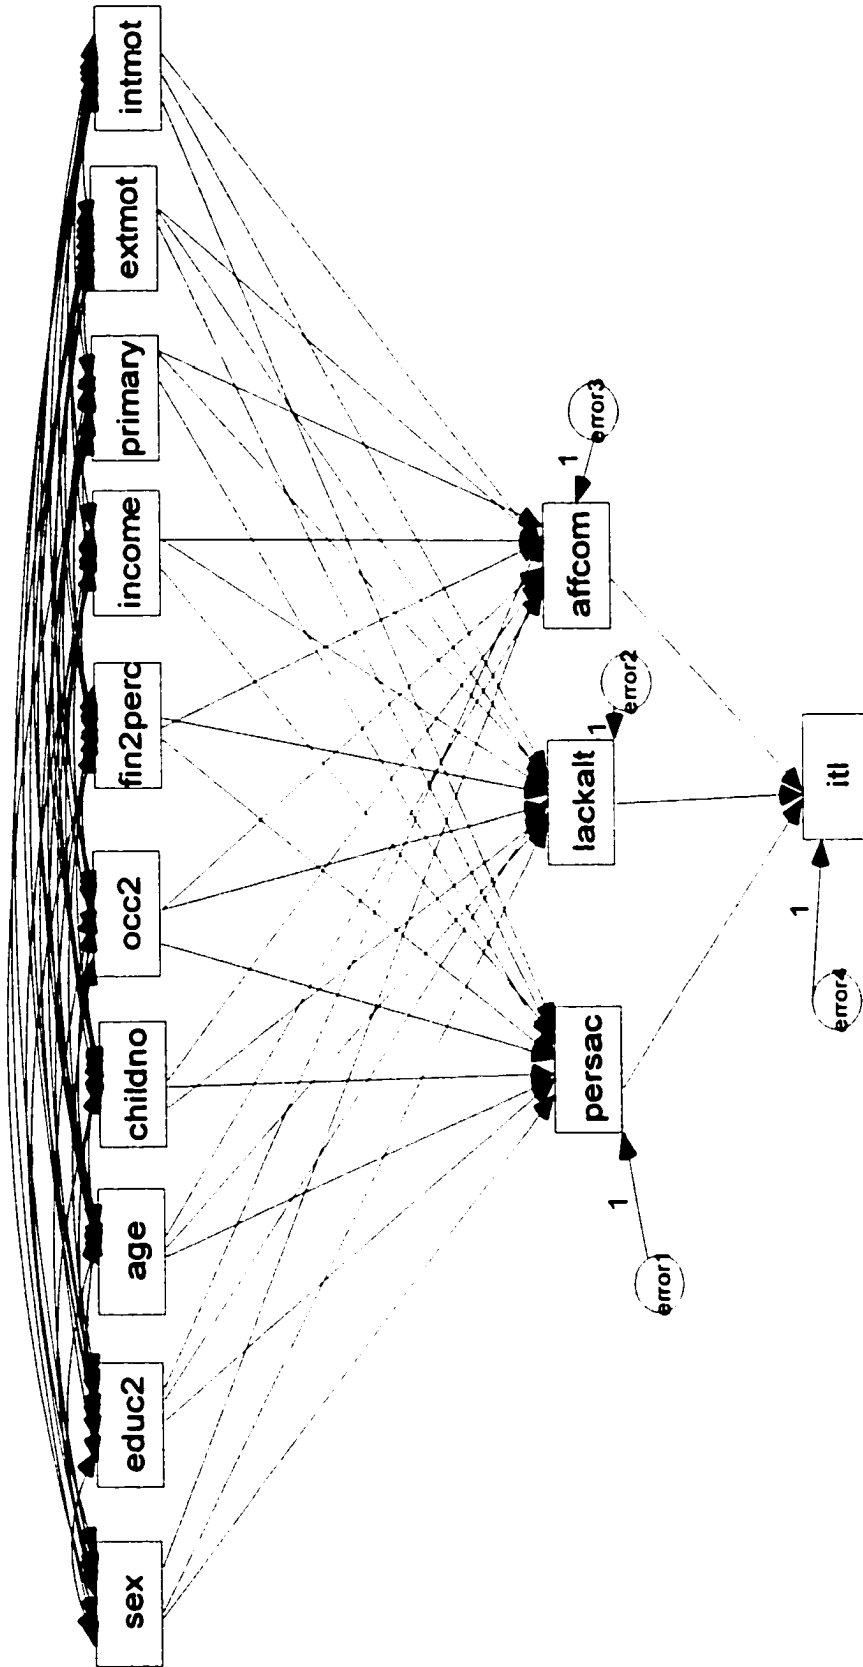 sex
educ2
age
childno
occ2
fin2perc
income
primary
extmot
intmot
persac
lackalt
affcom
1
error1
1
error2
1
error3
itl
1
error4